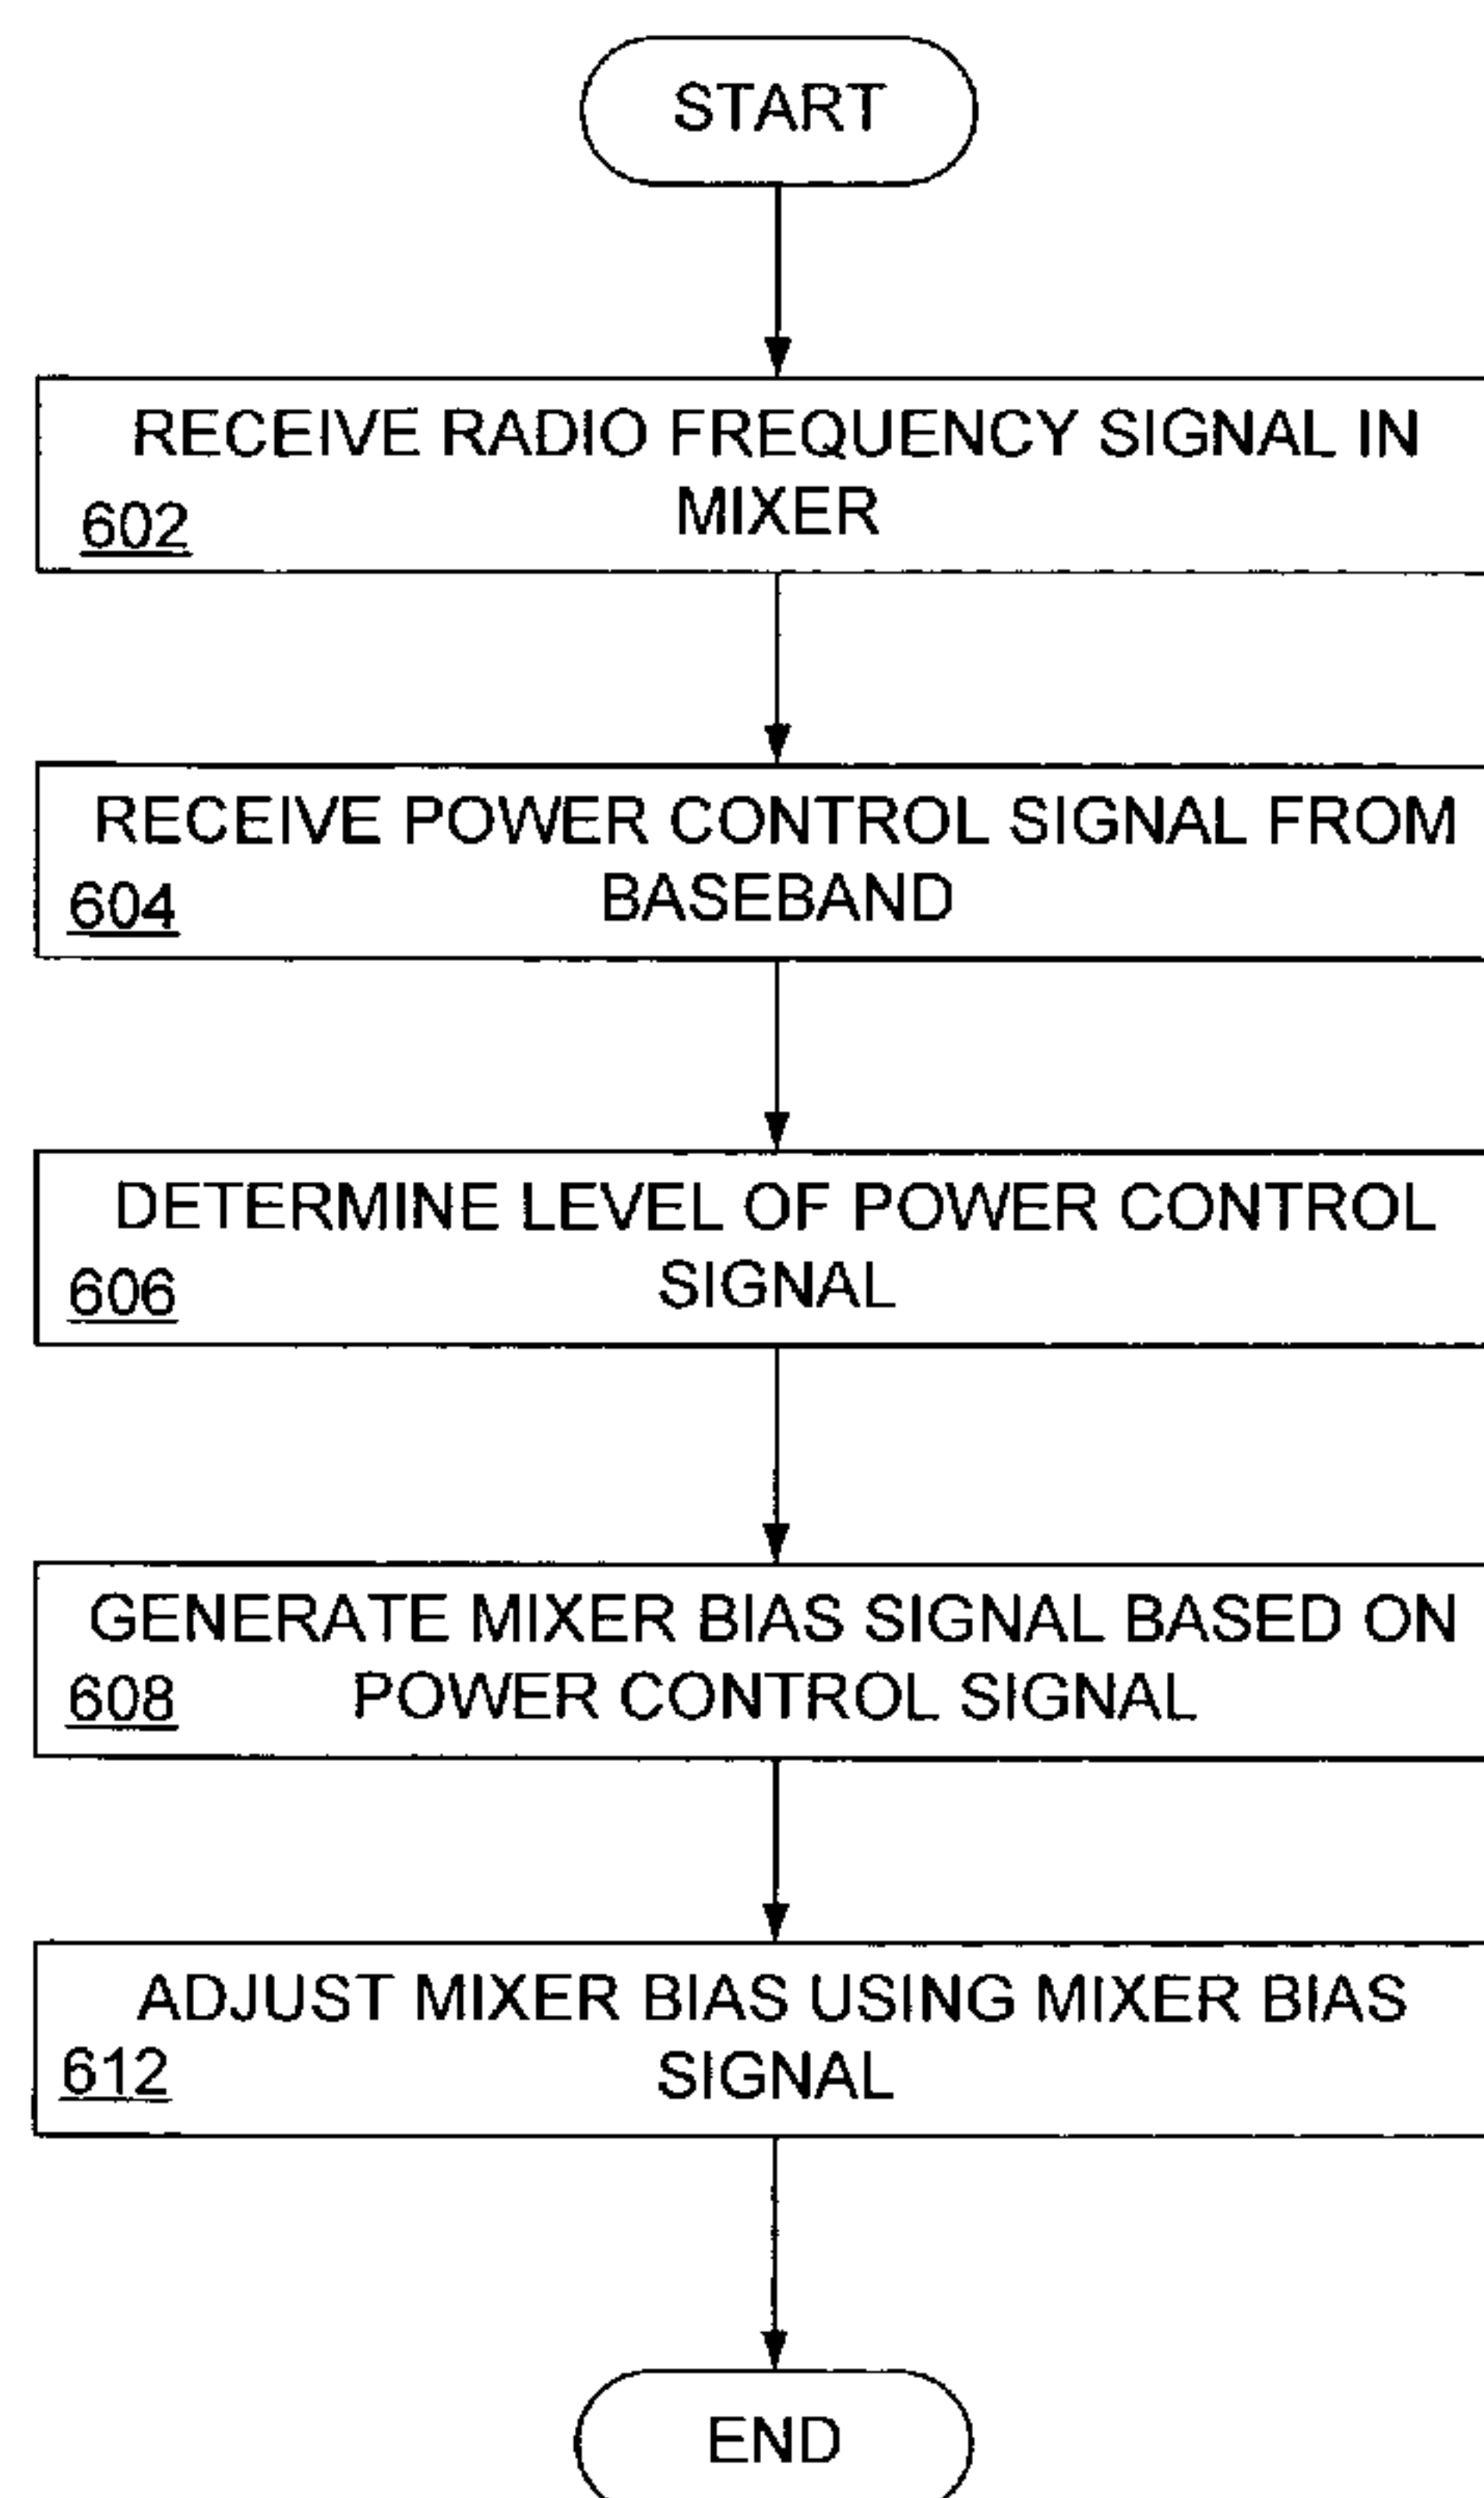 START
RECEIVE RADIO FREQUENCY SIGNAL IN
MIXER
602
RECEIVE POWER CONTROL SIGNAL FROM
BASEBAND
604
DETERMINE LEVEL OF POWER CONTROL
SIGNAL
606
GENERATE MIXER BIAS SIGNAL BASED ON
POWER CONTROL SIGNAL
608
ADJUST MIXER BIAS USING MIXER BIAS
SIGNAL
612
END